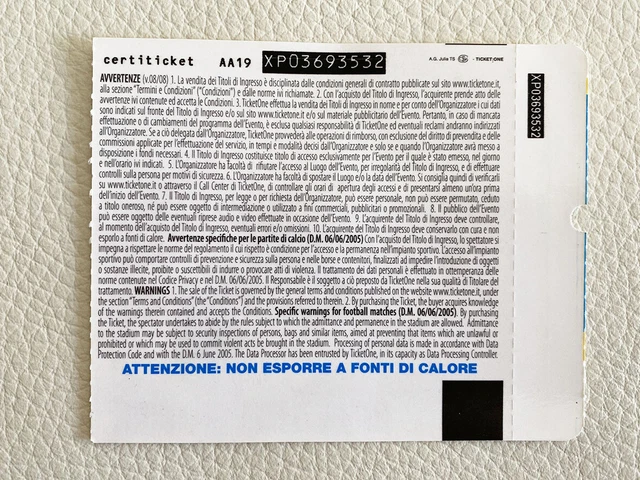 certiticket AA19 XP03693532 A.G. Julia TS - TICKETONE
AVVERTENZE (v.08/08) 1. La vendita dei Titoli di Ingresso è disciplinata dalle condizioni generali di contratto pubblicate sul sito www.ticketone.it,
alla sezione "Termini e Condizioni" ("Condizioni") e dalle norme ivi richiamate. 2. Con l'acquisto del Titolo di Ingresso, l'acquirente prende atto delle
avvertenze ivi contenute ed accetta le Condizioni. 3. TicketOne effettua la vendita dei Titoli di Ingresso in nome e per conto dell'Organizzatore i cui dati
sono indicati sul fronte del Titolo d'Ingresso e/o sul sito www.ticketone.it e/o sul materiale pubblicitario dell'Evento. Pertanto, in caso di mancata
effettuazione o di cambiamenti del programma dell'Evento, è esclusa qualsiasi responsabilità di TicketOne ed eventuali reclami andranno indirizzati
all'Organizzatore. Se a ciò delegata dall'Organizzatore, TicketOne provvederà alle operazioni di rimborso, con esclusione del diritto di prevendita e delle
commissioni applicate per l'effettuazione del servizio, in tempi e modalità decisi dall'Organizzatore e solo se e quando l'Organizzatore avrà messo a
disposizione i fondi necessari. 4. Il Titolo di Ingresso costituisce titolo di accesso esclusivamente per l'Evento per il quale è stato emesso, nel giorno
e nell'orario ivi indicati. 5. L'Organizzatore ha facoltà di rifiutare l'accesso al Luogo dell'Evento, per irregolarità del Titolo di Ingresso, e di effettuare
controlli sulla persona per motivi di sicurezza. 6. L'Organizzatore ha facoltà di spostare il Luogo e/o la data dell'Evento. Si consiglia quindi di verificarli
su www.ticketone.it o attraverso il Call Center di TicketOne, di controllare gli orari di apertura degli accessi e di presentarsi almeno un'ora prima
dell'inizio dell'Evento. 7. Il Titolo di Ingresso, per legge o per richiesta dell'Organizzatore, può essere personale, non può essere permutato, ceduto
a titolo oneroso, né può essere oggetto di intermediazione o utilizzato a fini commerciali, pubblicitari o promozionali. 8. Il pubblico dell'Evento
può essere oggetto delle eventuali riprese audio e video effettuate in occasione dell'Evento. 9. L'acquirente del Titolo di Ingresso deve controllare,
al momento dell'acquisto del Titolo di Ingresso, eventuali errori e/o omissioni. 10. L'acquirente del Titolo di Ingresso deve conservarlo con cura e non
esporlo a fonti di calore. Avvertenze specifiche per le partite di calcio (D.M. 06/06/2005) Con l'acquisto del Titolo di Ingresso, lo spettatore si
impegna a rispettare le norme del regolamento il cui rispetto è condizione per l'accesso e la permanenza nell'impianto sportivo. L'accesso all'impianto
sportivo può comportare controlli di prevenzione e sicurezza sulla persona e nelle borse e contenitori, finalizzati ad impedire l'introduzione di oggetti
o sostanze illecite, proibite o suscettibili di indurre o provocare atti di violenza. Il trattamento dei dati personali è effettuato in ottemperanza delle
norme contenute nel Codice Privacy e nel D.M. 06/06/2005. Il Responsabile è il soggetto a ciò preposto da TicketOne nella sua qualità di Titolare del
trattamento. WARNINGS 1. The sale of the Ticket is governed by the general terms and conditions published on the website www.ticketone.it, under
the section "Terms and Conditions" (the "Conditions") and the provisions referred to therein. 2. By purchasing the Ticket, the buyer acquires knowledge
of the warnings therein contained and accepts the Conditions. Specific warnings for football matches (D.M. 06/06/2005). By purchasing
the Ticket, the spectator undertakes to abide by the rules subject to which the admittance and permanence in the stadium are allowed. Admittance
to the stadium may be subject to security inspections of persons, bags and similar items, aimed at preventing that items which are unlawful or
prohibited or which may be used to commit violent acts be brought in the stadium. Processing of personal data is made in accordance with Data
Protection Code and with the D.M. 6 June 2005. The Data Processor has been entrusted by TicketOne, in its capacity as Data Processing Controller.
ATTENZIONE: NON ESPORRE A FONTI DI CALORE
XP03693532